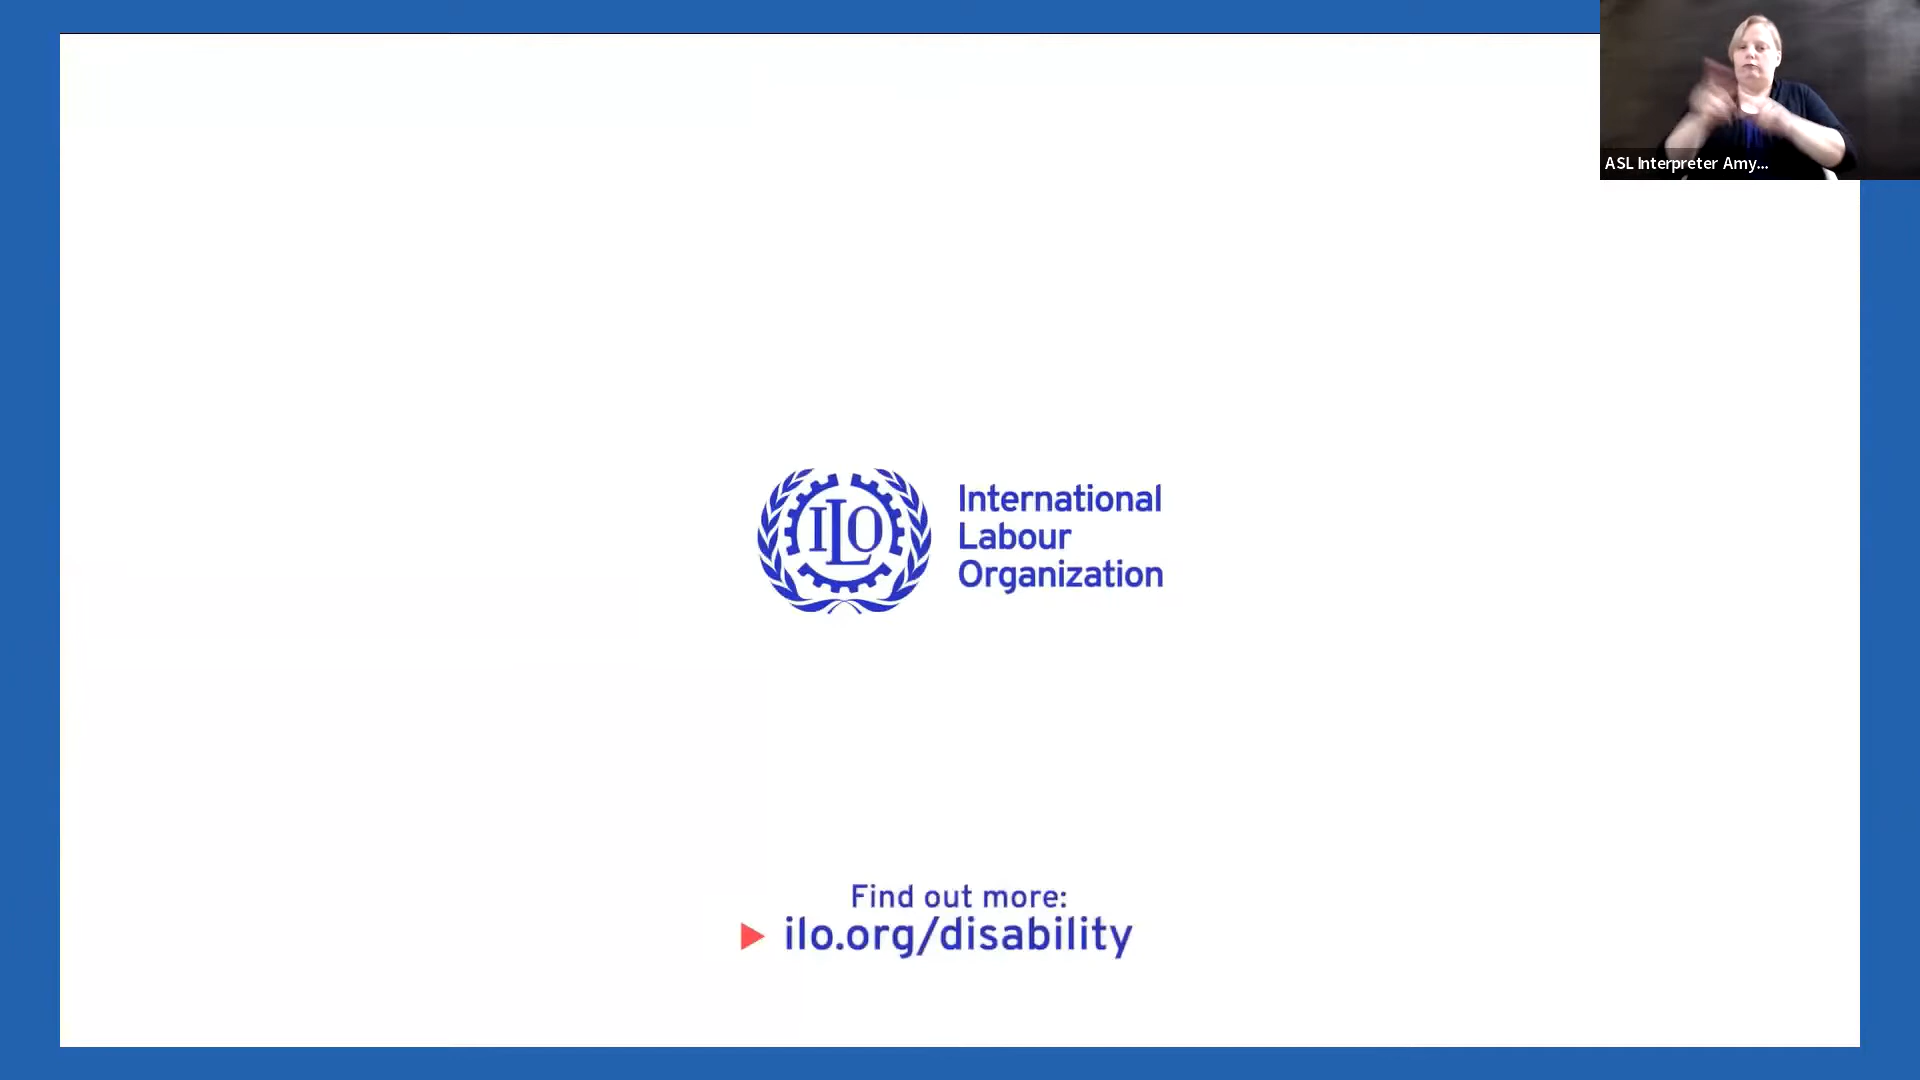 ASL Interpreter Amy...
ILO
International
Labour
Organization
Find out more:
ilo.org/disability